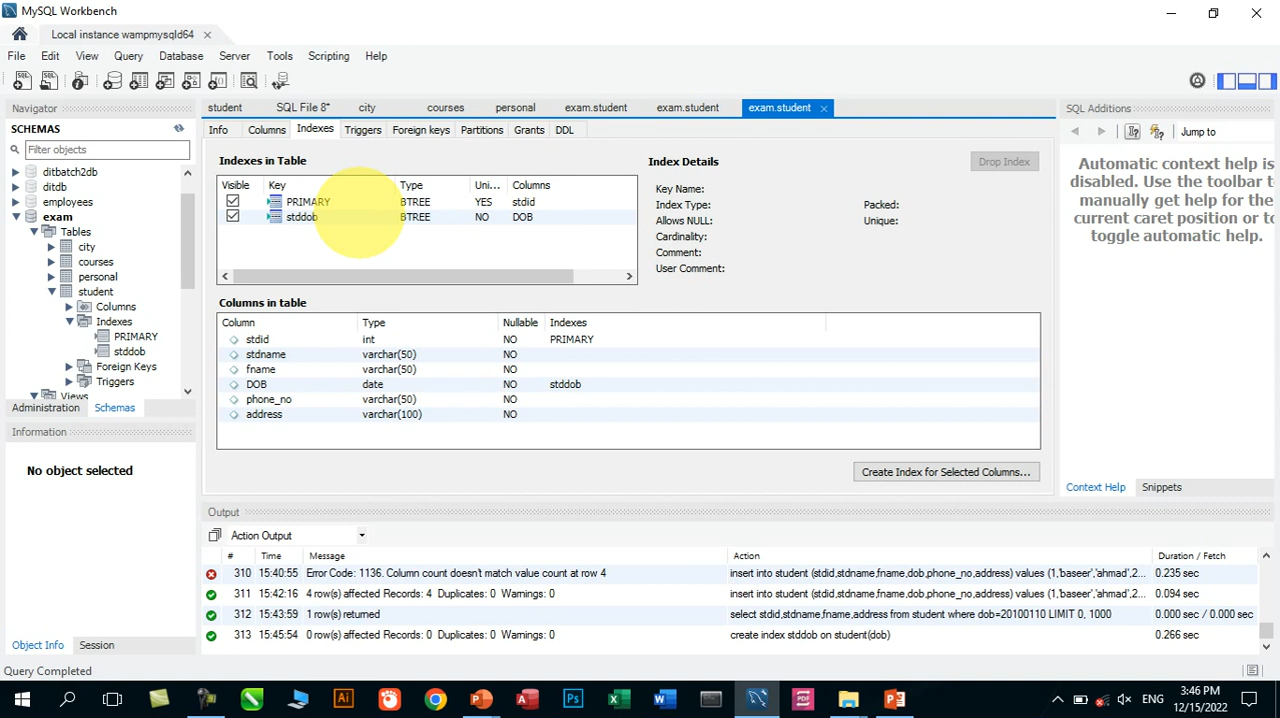 MySQL Workbench
Local instance wampmysqld64
File Edit View Query Database Server Tools Scripting Help
Navigator
SCHEMAS
Filter objects
ditbatch2db
ditdb
employees
exam
Tables
city
courses
personal
student
Columns
Indexes
PRIMARY
stddob
Foreign Keys
Triggers
Views
Administration Schemas
Information
No object selected
Object Info Session
student SQL File 8* city courses personal exam.student exam.student exam.student
Info Columns Indexes Triggers Foreign keys Partitions Grants DDL
Indexes in Table
Visible Key Type Uni... Columns
PRIMARY BTREE YES stdid
stddob BTREE NO DOB
Index Details
Drop Index
Key Name:
Index Type: Packed:
Allows NULL: Unique:
Cardinality:
Comment:
User Comment:
Columns in table
Column Type Nullable Indexes
stdid int NO PRIMARY
stdname varchar(50) NO
fname varchar(50) NO
DOB date NO stddob
phone_no varchar(50) NO
address varchar(100) NO
Create Index for Selected Columns...
SQL Additions
Jump to
Automatic context help is
disabled. Use the toolbar to
manually get help for the
current caret position or to
toggle automatic help.
Context Help Snippets
Output
Action Output
# Time Message Action Duration / Fetch
310 15:40:55 Error Code: 1136. Column count doesn't match value count at row 4 insert into student (stdid,stdname,fname,dob,phone_no,address) values (1,'baseer','ahmad',2... 0.235 sec
311 15:42:16 4 row(s) affected Records: 4 Duplicates: 0 Warnings: 0 insert into student (stdid,stdname,fname,dob,phone_no,address) values (1,'baseer','ahmad',2... 0.094 sec
312 15:43:59 1 row(s) returned select stdid,stdname,fname,address from student where dob=20100110 LIMIT 0, 1000 0.000 sec / 0.000 sec
313 15:45:54 0 row(s) affected Records: 0 Duplicates: 0 Warnings: 0 create index stddob on student(dob) 0.266 sec
Query Completed
ENG
3:46 PM
12/15/2022